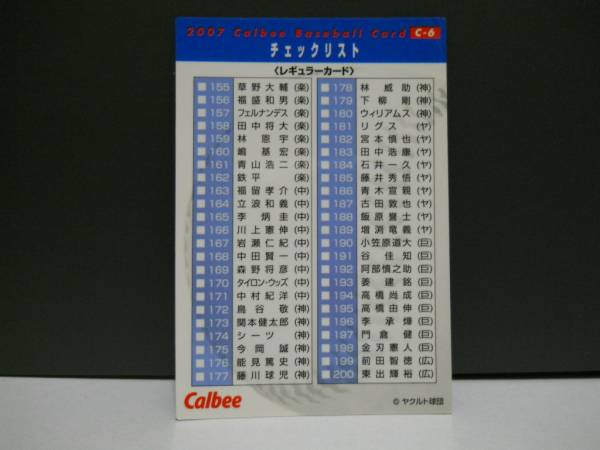 2007 Calbee Baseball Card C-6
チェックリスト
〈レギュラーカード〉
155 草野大輔 (楽)
156 福盛和男 (楽)
157 フェルナンデス (楽)
158 田中将大 (楽)
159 林恩宇 (楽)
160 嶋基宏 (楽)
161 青山浩二 (楽)
162 鉄平 (楽)
163 福留孝介 (中)
164 立浪和義 (中)
165 李炳圭 (中)
166 川上憲伸 (中)
167 岩瀬仁紀 (中)
168 中田賢一 (中)
169 森野将彦 (中)
170 タイロン・ウッズ (中)
171 中村紀洋 (中)
172 鳥谷敬 (神)
173 関本健太郎 (神)
174 シーツ (神)
175 今岡誠 (神)
176 能見篤史 (神)
177 藤川球児 (神)
178 林威助 (神)
179 下柳剛 (神)
180 ウィリアムス (神)
181 リグス (ヤ)
182 宮本慎也 (ヤ)
183 田中浩康 (ヤ)
184 石井一久 (ヤ)
185 藤井秀悟 (ヤ)
186 青木宣親 (ヤ)
187 古田敦也 (ヤ)
188 飯原誉士 (ヤ)
189 増渕竜義 (ヤ)
190 小笠原道大 (巨)
191 谷佳知 (巨)
192 阿部慎之助 (巨)
193 姜建銘 (巨)
194 高橋尚成 (巨)
195 高橋由伸 (巨)
196 李承燁 (巨)
197 門倉健 (巨)
198 金刃憲人 (巨)
199 前田智徳 (広)
200 東出輝裕 (広)
Calbee
© ヤクルト球団